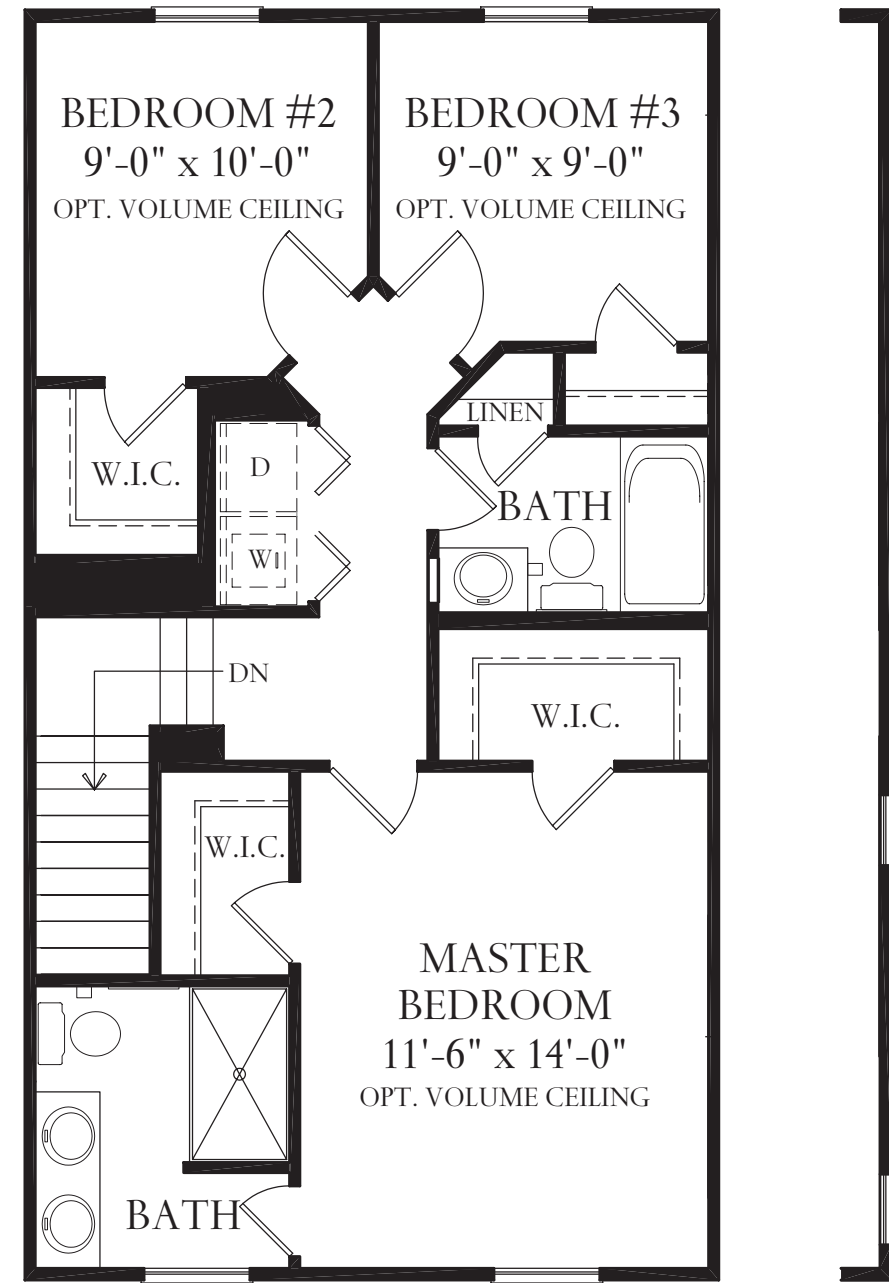 BEDROOM #2
9'-0" x 10'-0"
OPT. VOLUME CEILING
BEDROOM #3
9'-0" x 9'-0"
OPT. VOLUME CEILING
LINEN
W.I.C.
D
BATH
W
DN
W.I.C.
W.I.C.
MASTER
BEDROOM
11'-6" x 14'-0"
OPT. VOLUME CEILING
BATH